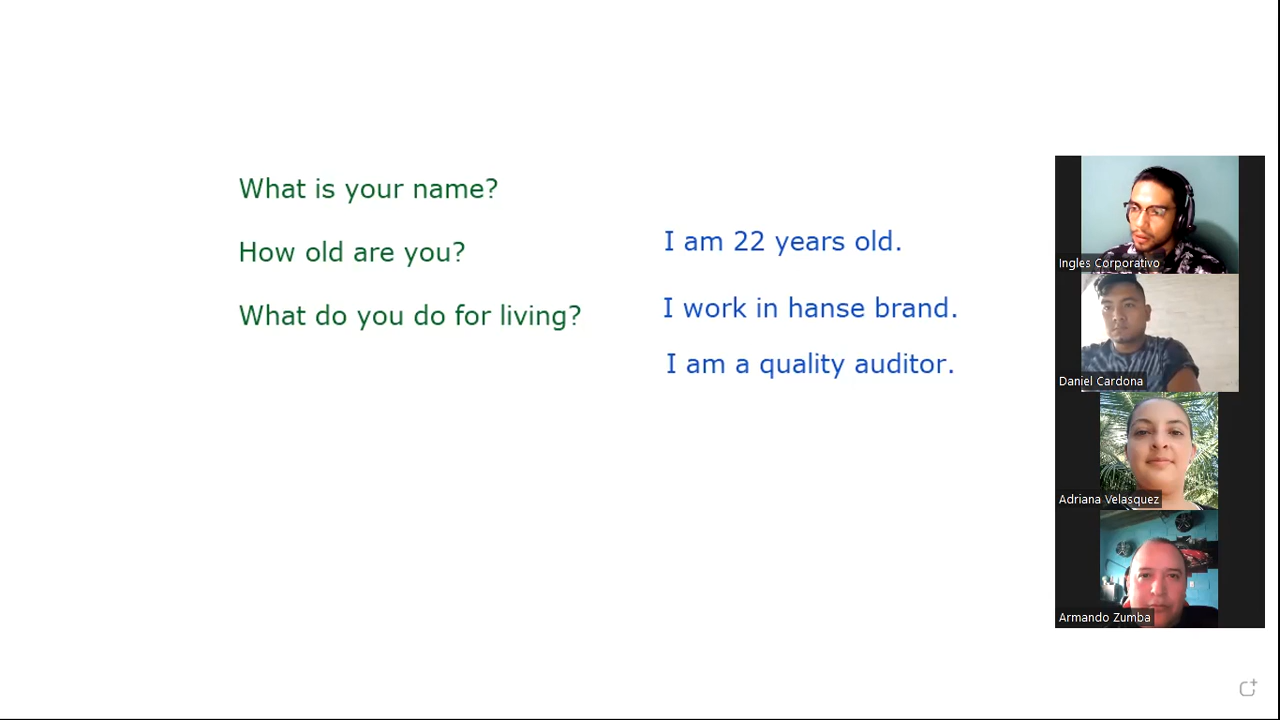 What is your name?
How old are you?
I am 22 years old.
What do you do for living?
I work in hanse brand.
I am a quality auditor.
Ingles Corporativo
Daniel Cardona
Adriana Velasquez
Armando Zumba